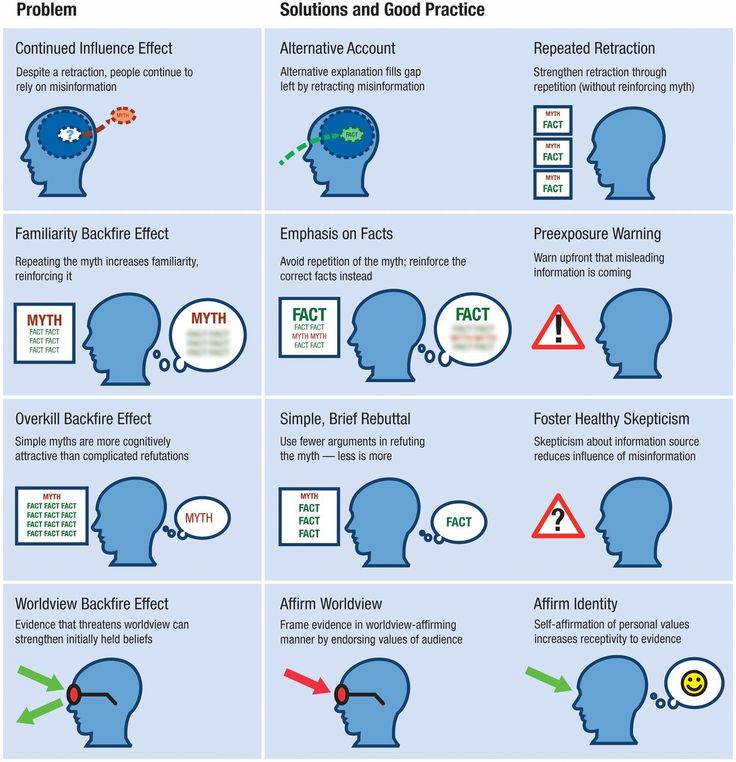 Problem
Solutions and Good Practice
Continued Influence Effect
Despite a retraction, people continue to
rely on misinformation
?
MYTH
Alternative Account
Alternative explanation fills gap
left by retracting misinformation
FACT
Repeated Retraction
Strengthen retraction through
repetition (without reinforcing myth)
MYTH
FACT
MYTH
FACT
MYTH
FACT
Familiarity Backfire Effect
Repeating the myth increases familiarity,
reinforcing it
MYTH
FACT FACT
FACT FACT
FACT FACT
MYTH
FACT FACT
FACT FACT
FACT FACT
Emphasis on Facts
Avoid repetition of the myth; reinforce the
correct facts instead
FACT
FACT FACT
MYTH MYTH
FACT FACT
FACT
FACT FACT
MYTH MYTH
FACT FACT
Preexposure Warning
Warn upfront that misleading
information is coming
!
Overkill Backfire Effect
Simple myths are more cognitively
attractive than complicated refutations
MYTH
FACT FACT FACT
FACT FACT FACT
FACT FACT FACT
FACT FACT FACT
MYTH
Simple, Brief Rebuttal
Use fewer arguments in refuting
the myth — less is more
MYTH
FACT
FACT
FACT
FACT
Foster Healthy Skepticism
Skepticism about information source
reduces influence of misinformation
?
Worldview Backfire Effect
Evidence that threatens worldview can
strengthen initially held beliefs
Affirm Worldview
Frame evidence in worldview-affirming
manner by endorsing values of audience
Affirm Identity
Self-affirmation of personal values
increases receptivity to evidence